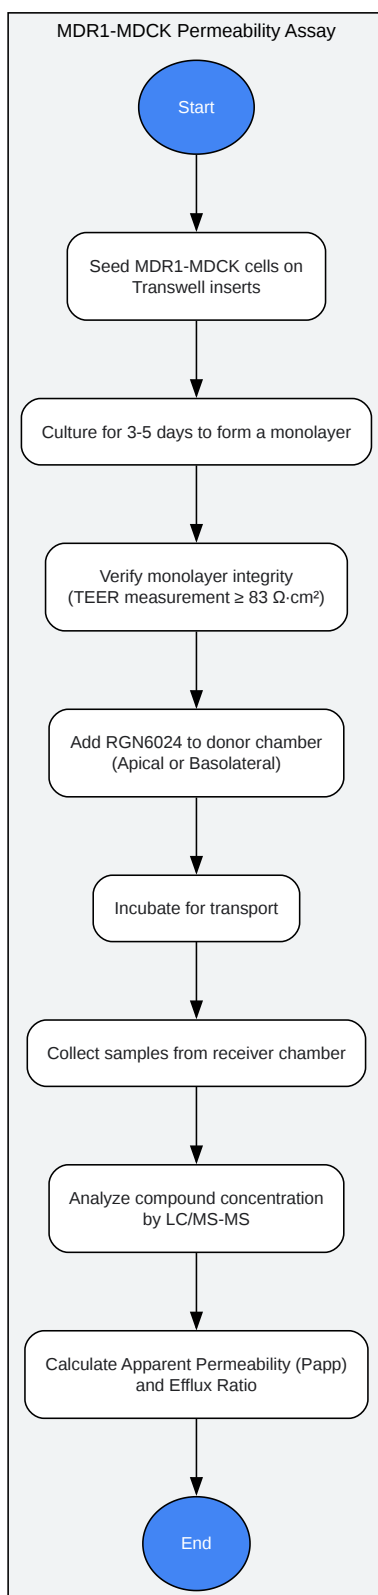 MDR1-MDCK Permeability Assay
Start
Seed MDR1-MDCK cells on
Transwell inserts
Culture for 3-5 days to form a monolayer
Verify monolayer integrity
(TEER measurement ≥ 83 Ω·cm²)
Add RGN6024 to donor chamber
(Apical or Basolateral)
Incubate for transport
Collect samples from receiver chamber
Analyze compound concentration
by LC/MS-MS
Calculate Apparent Permeability (Papp)
and Efflux Ratio
End